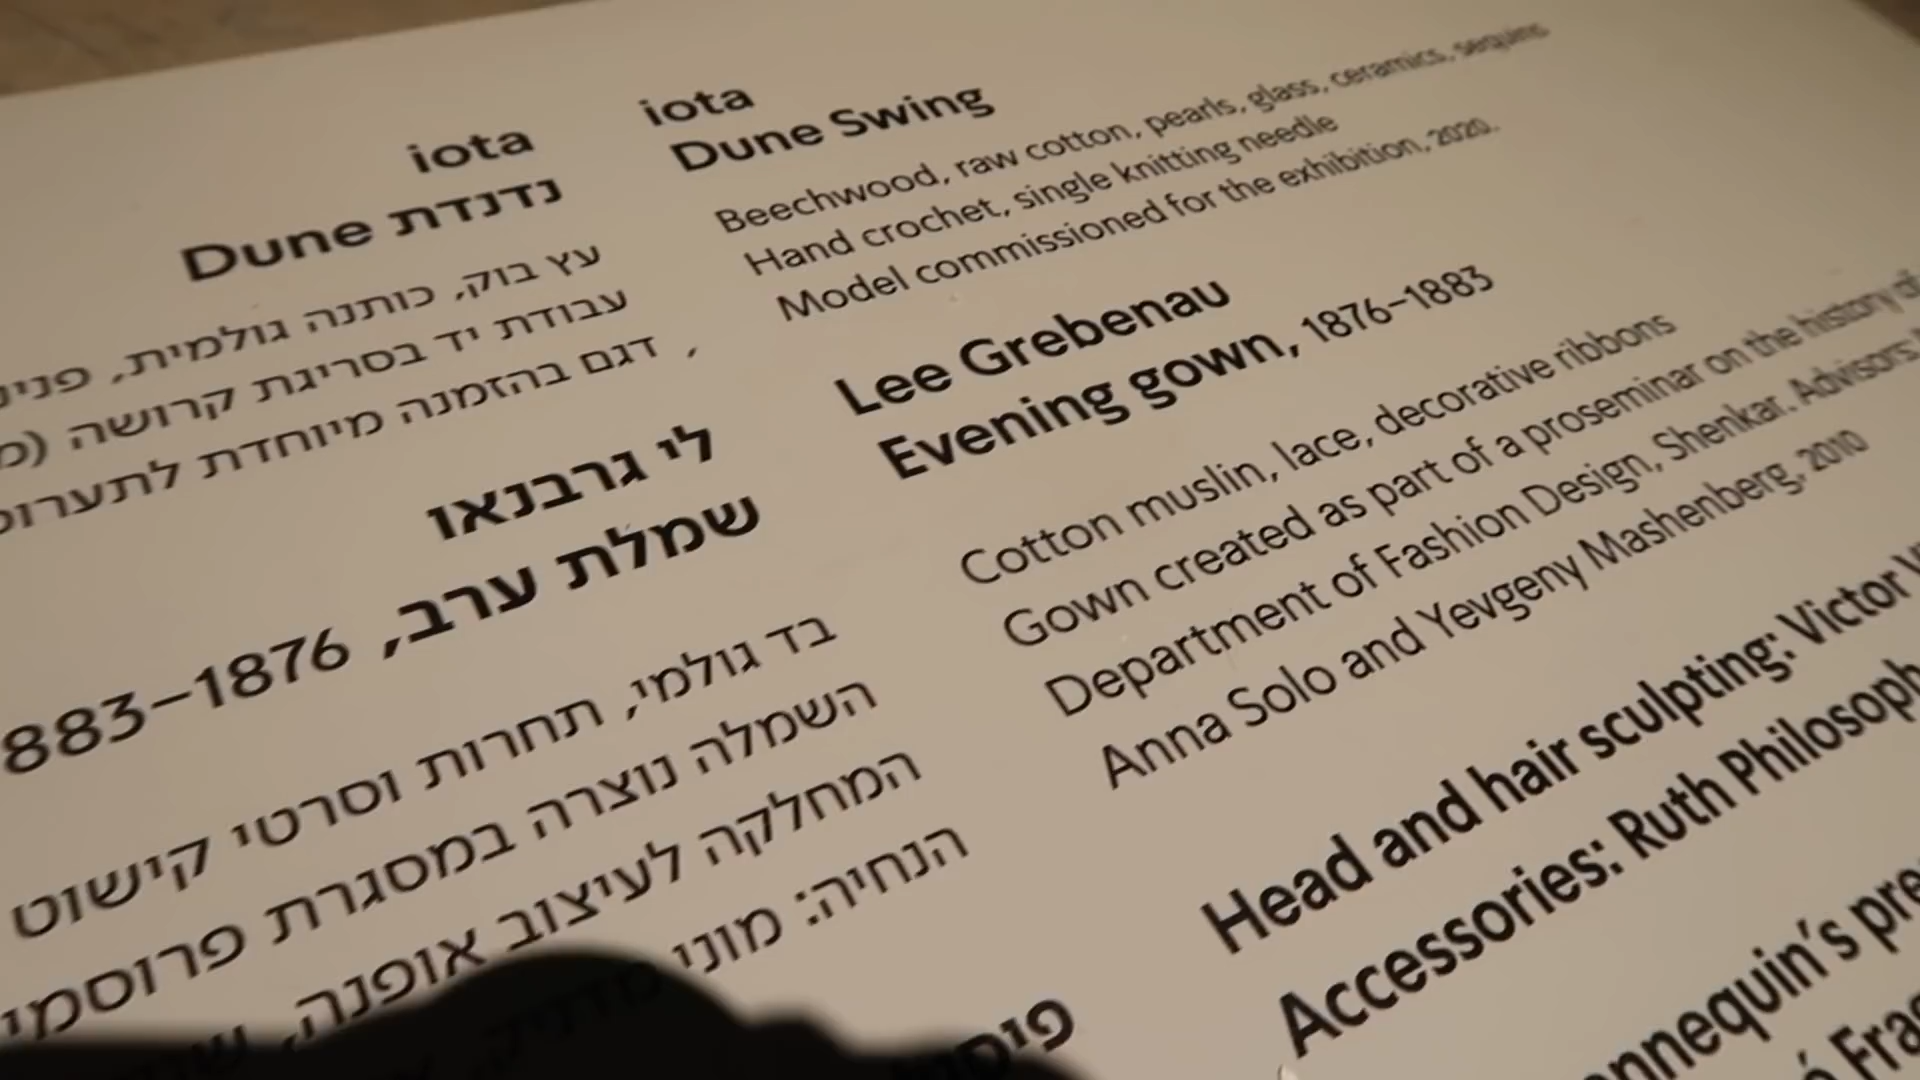 iota
Dune Swing
Beechwood, raw cotton, pearls, glass, ceramics, sequins
Hand crochet, single knitting needle
Model commissioned for the exhibition, 2020.
Lee Grebenau
Evening gown, 1876–1883
Cotton muslin, lace, decorative ribbons
Gown created as part of a proseminar on the history of
Department of Fashion Design, Shenkar. Advisors:
Anna Solo and Yevgeny Mashenberg, 2010
Head and hair sculpting: Victor
Accessories: Ruth
iota
נדנדת Dune
עץ בוק, כותנה גולמית,
עבודת יד בסריגת קרושה
דגם בהזמנה מיוחדת
לי גרבנאו
שמלת ערב, 1876–
בד גולמי, תחרות וסרטי קישוט
השמלה נוצרה במסגרת
המחלקה לעיצוב אופנה,
הנחיה: מוני